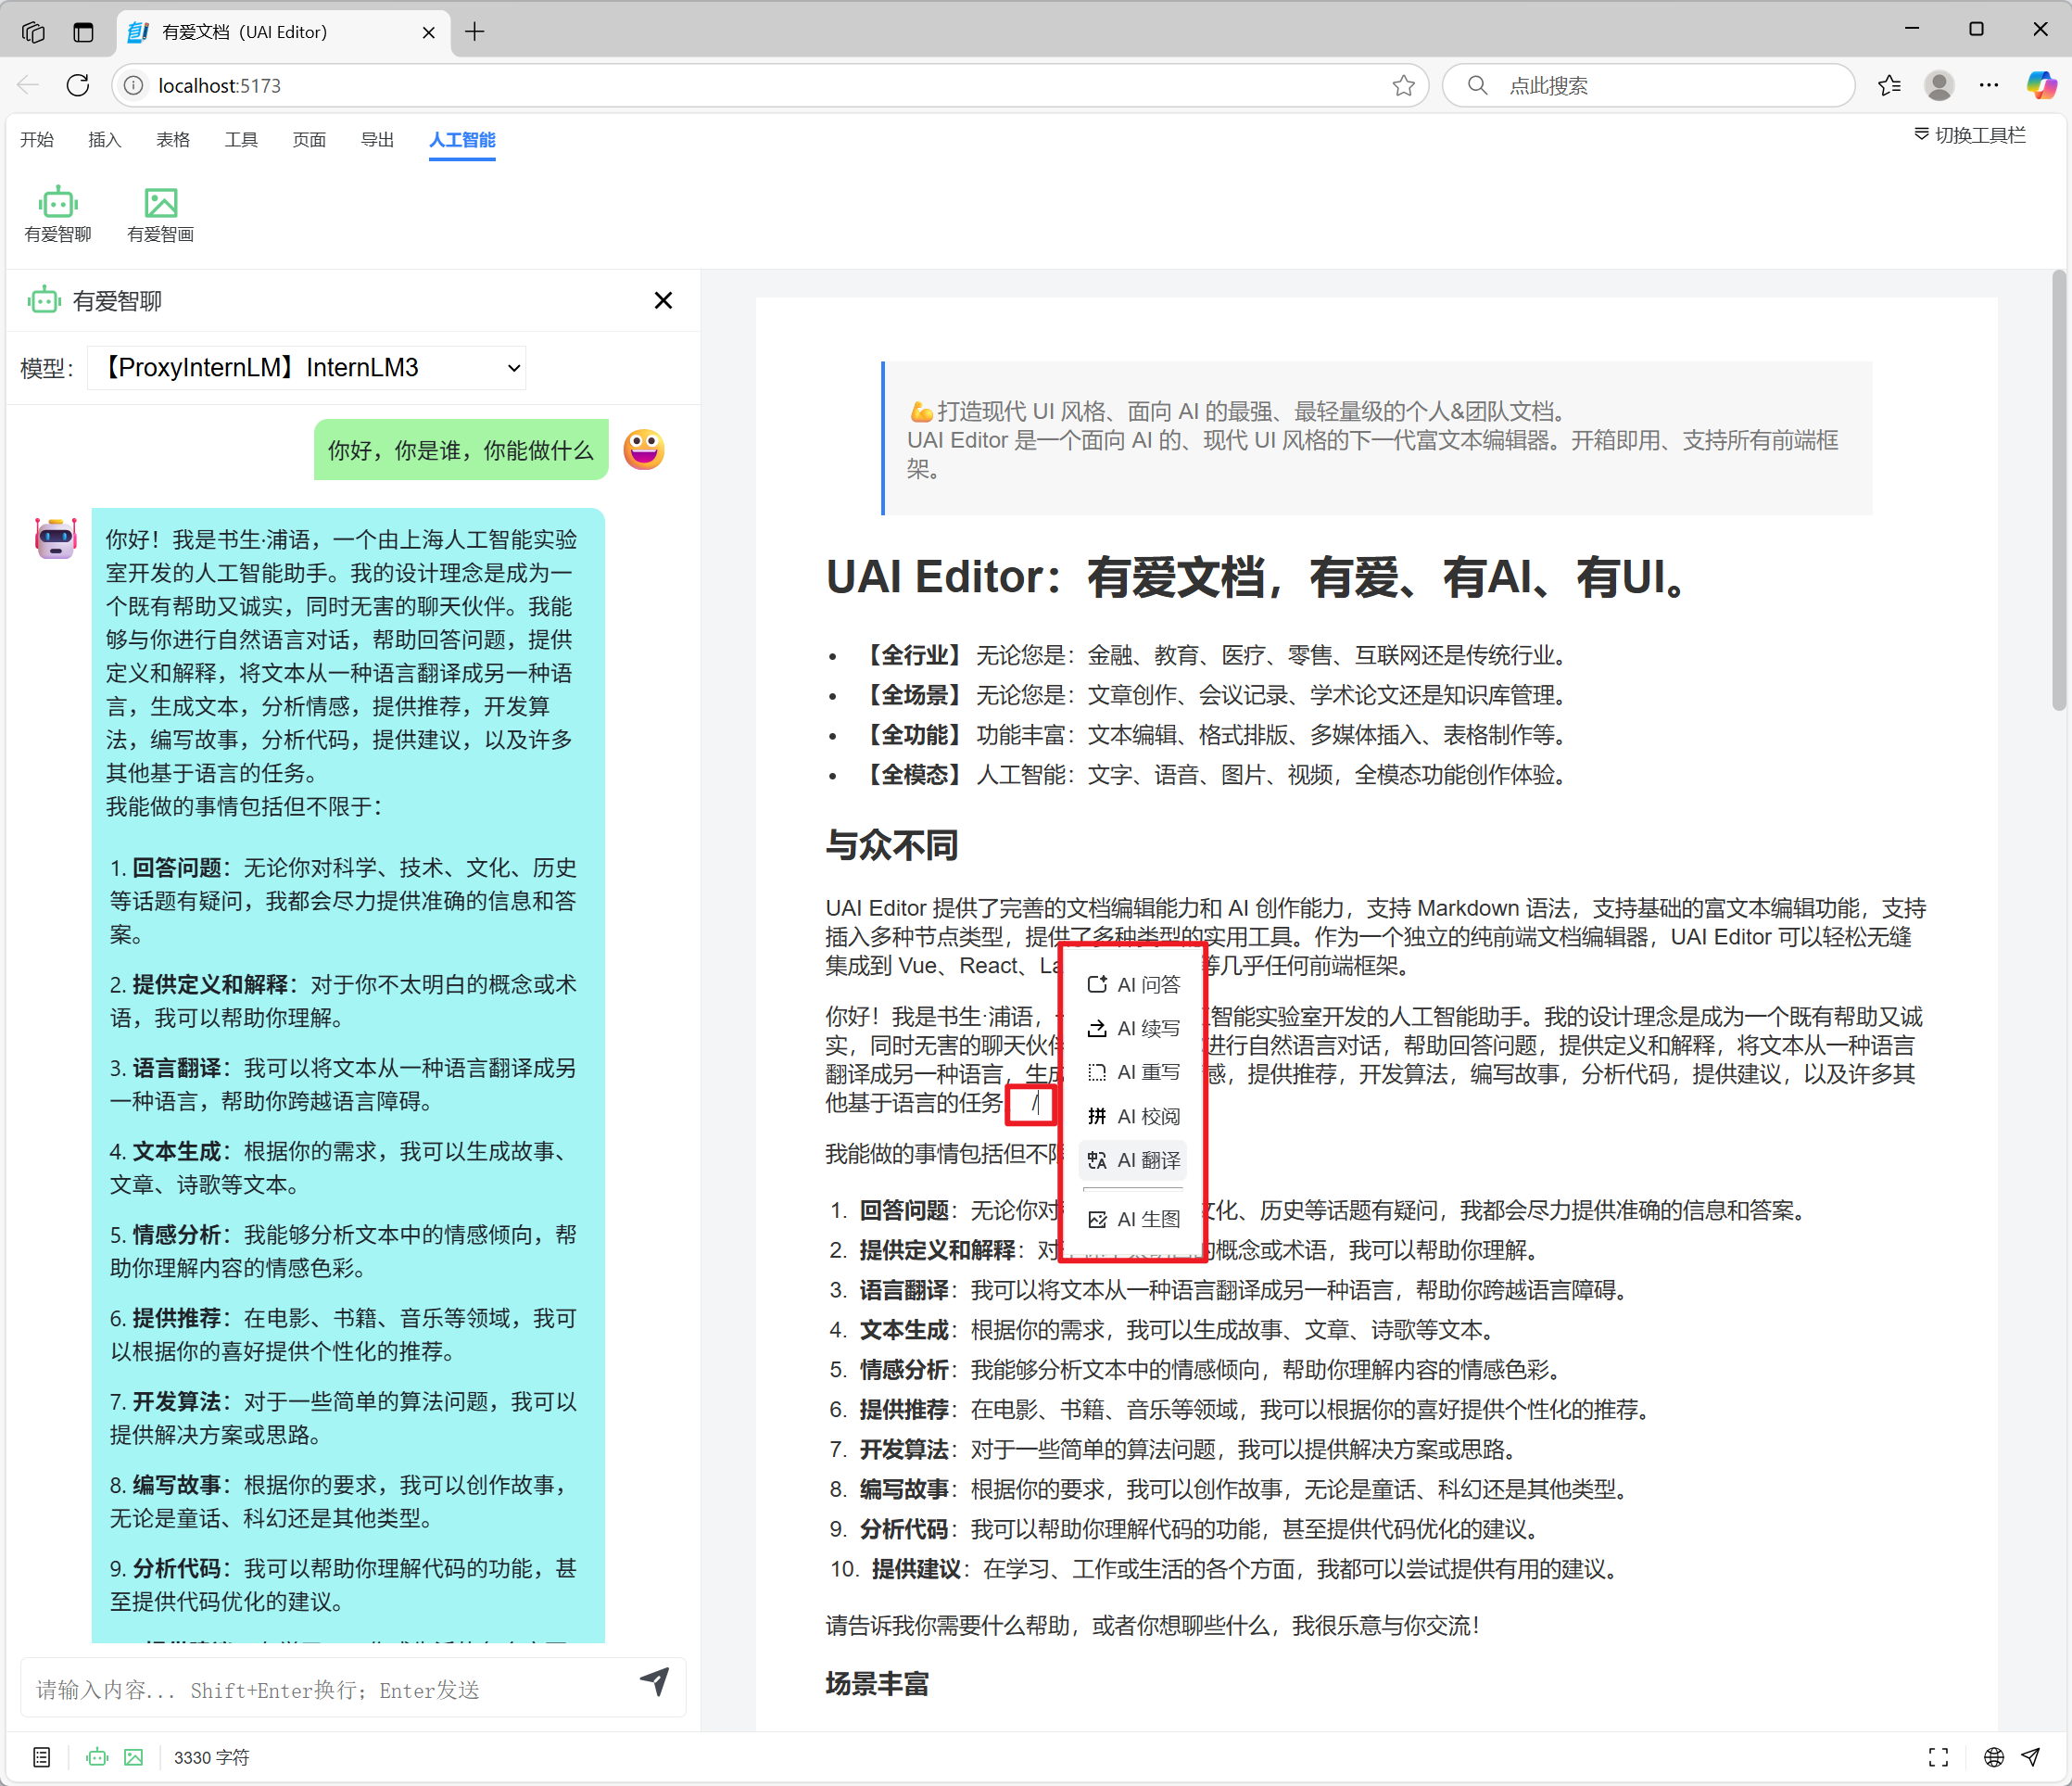 有爱文档（UAI Editor）
localhost:5173
点此搜索
开始 插入 表格 工具 页面 导出 人工智能
切换工具栏
有爱智聊 有爱智画
有爱智聊
模型：
【ProxyInternLM】InternLM3
你好，你是谁，你能做什么
你好！我是书生·浦语，一个由上海人工智能实验
室开发的人工智能助手。我的设计理念是成为一
个既有帮助又诚实，同时无害的聊天伙伴。我能
够与你进行自然语言对话，帮助回答问题，提供
定义和解释，将文本从一种语言翻译成另一种语
言，生成文本，分析情感，提供推荐，开发算
法，编写故事，分析代码，提供建议，以及许多
其他基于语言的任务。
我能做的事情包括但不限于：
1. 回答问题：无论你对科学、技术、文化、历史
等话题有疑问，我都会尽力提供准确的信息和答
案。
2. 提供定义和解释：对于你不太明白的概念或术
语，我可以帮助你理解。
3. 语言翻译：我可以将文本从一种语言翻译成另
一种语言，帮助你跨越语言障碍。
4. 文本生成：根据你的需求，我可以生成故事、
文章、诗歌等文本。
5. 情感分析：我能够分析文本中的情感倾向，帮
助你理解内容的情感色彩。
6. 提供推荐：在电影、书籍、音乐等领域，我可
以根据你的喜好提供个性化的推荐。
7. 开发算法：对于一些简单的算法问题，我可以
提供解决方案或思路。
8. 编写故事：根据你的要求，我可以创作故事，
无论是童话、科幻还是其他类型。
9. 分析代码：我可以帮助你理解代码的功能，甚
至提供代码优化的建议。
请输入内容... Shift+Enter换行；Enter发送
3330 字符
💪打造现代 UI 风格、面向 AI 的最强、最轻量级的个人&团队文档。
UAI Editor 是一个面向 AI 的、现代 UI 风格的下一代富文本编辑器。开箱即用、支持所有前端框
架。
UAI Editor：有爱文档，有爱、有AI、有UI。
• 【全行业】无论您是：金融、教育、医疗、零售、互联网还是传统行业。
• 【全场景】无论您是：文章创作、会议记录、学术论文还是知识库管理。
• 【全功能】功能丰富：文本编辑、格式排版、多媒体插入、表格制作等。
• 【全模态】人工智能：文字、语音、图片、视频，全模态功能创作体验。
与众不同
UAI Editor 提供了完善的文档编辑能力和 AI 创作能力，支持 Markdown 语法，支持基础的富文本编辑功能，支持
插入多种节点类型，提供了多种类型的实用工具。作为一个独立的纯前端文档编辑器，UAI Editor 可以轻松无缝
集成到 Vue、React、La 等几乎任何前端框架。
你好！我是书生·浦语， 智能实验室开发的人工智能助手。我的设计理念是成为一个既有帮助又诚
实，同时无害的聊天伙伴 进行自然语言对话，帮助回答问题，提供定义和解释，将文本从一种语言
翻译成另一种语言，生成 感，提供推荐，开发算法，编写故事，分析代码，提供建议，以及许多其
他基于语言的任务 /
我能做的事情包括但不限
1. 回答问题：无论你对 文化、历史等话题有疑问，我都会尽力提供准确的信息和答案。
2. 提供定义和解释：对 的概念或术语，我可以帮助你理解。
3. 语言翻译：我可以将文本从一种语言翻译成另一种语言，帮助你跨越语言障碍。
4. 文本生成：根据你的需求，我可以生成故事、文章、诗歌等文本。
5. 情感分析：我能够分析文本中的情感倾向，帮助你理解内容的情感色彩。
6. 提供推荐：在电影、书籍、音乐等领域，我可以根据你的喜好提供个性化的推荐。
7. 开发算法：对于一些简单的算法问题，我可以提供解决方案或思路。
8. 编写故事：根据你的要求，我可以创作故事，无论是童话、科幻还是其他类型。
9. 分析代码：我可以帮助你理解代码的功能，甚至提供代码优化的建议。
10. 提供建议：在学习、工作或生活的各个方面，我都可以尝试提供有用的建议。
请告诉我你需要什么帮助，或者你想聊些什么，我很乐意与你交流！
场景丰富
AI 问答
AI 续写
AI 重写
AI 校阅
AI 翻译
AI 生图